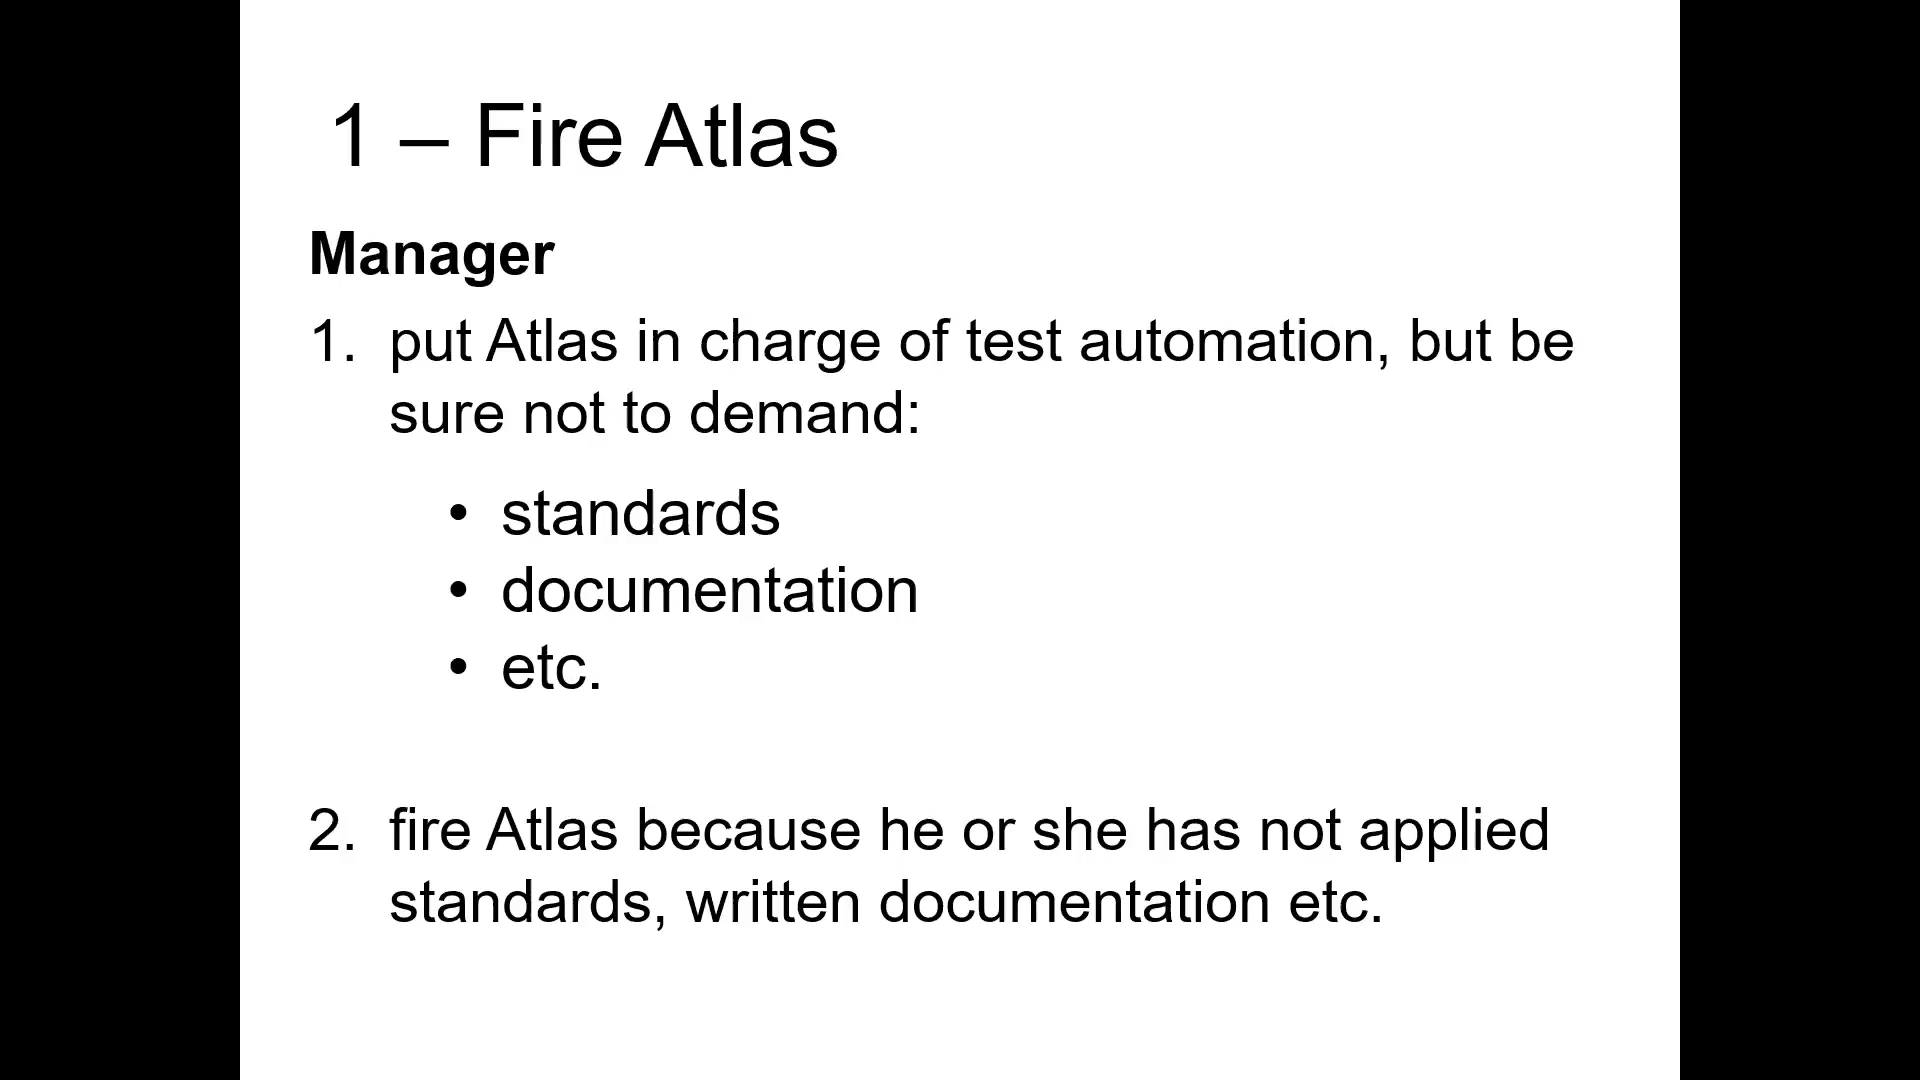 1 – Fire Atlas
Manager
1. put Atlas in charge of test automation, but be
sure not to demand:
• standards
• documentation
• etc.
2. fire Atlas because he or she has not applied
standards, written documentation etc.